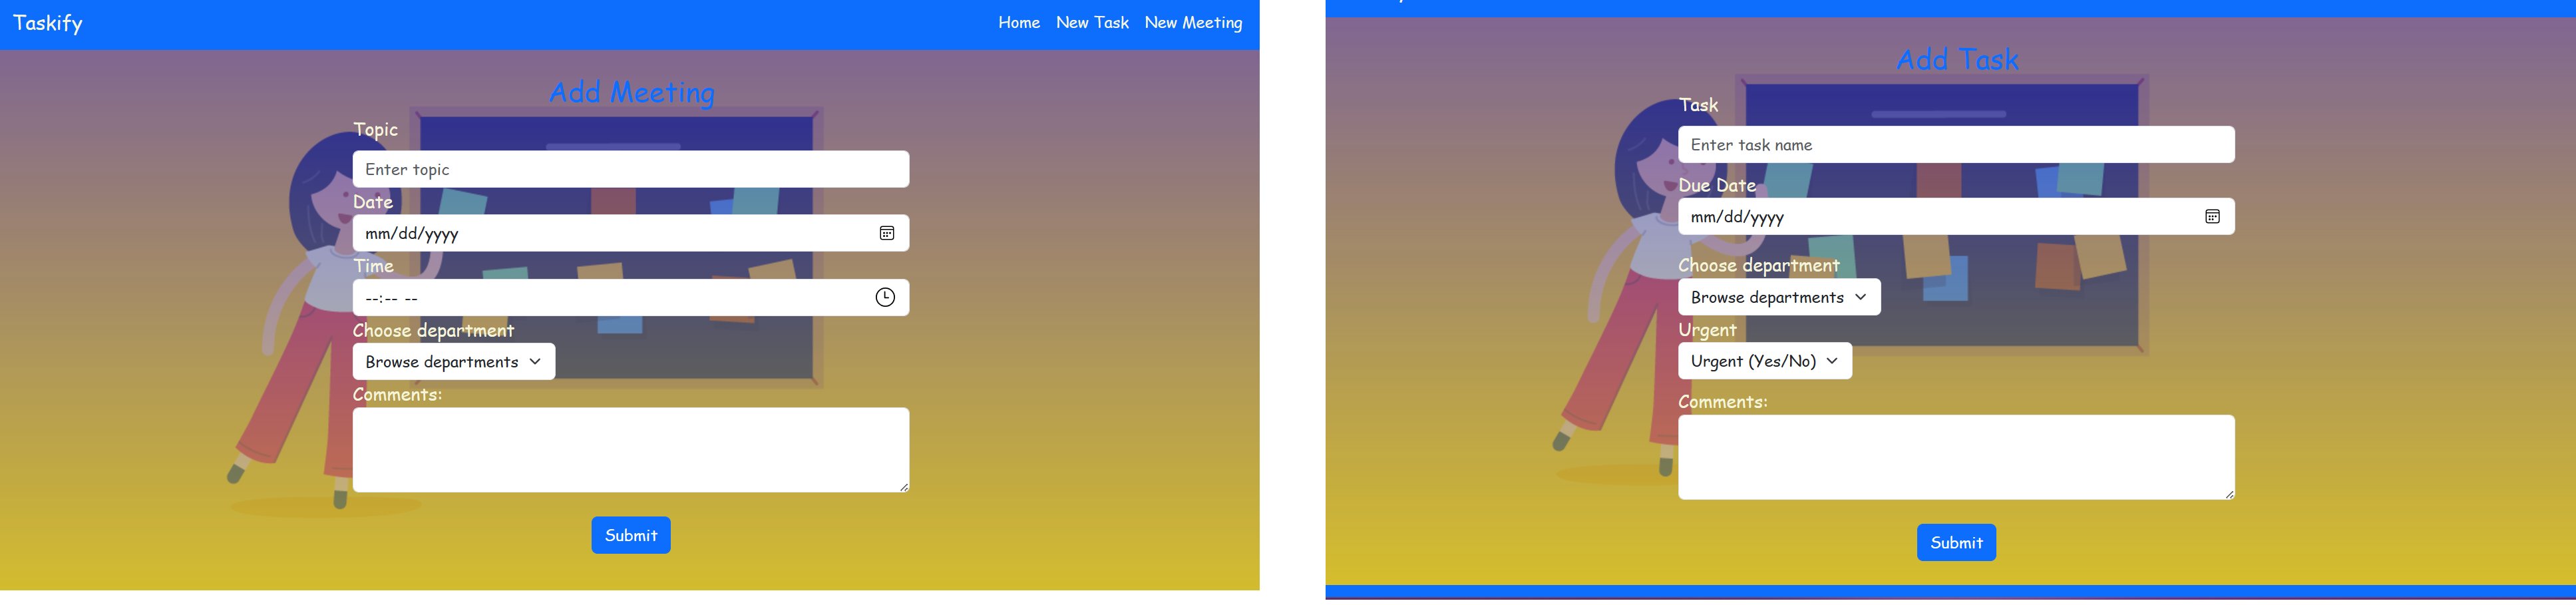 Taskify
Home New Task New Meeting
Add Meeting
Topic
Enter topic
Date
mm/dd/yyyy
Time
--:-- --
Choose department
Browse departments
Comments:
Submit
Add Task
Task
Enter task name
Due Date
mm/dd/yyyy
Choose department
Browse departments
Urgent
Urgent (Yes/No)
Comments:
Submit